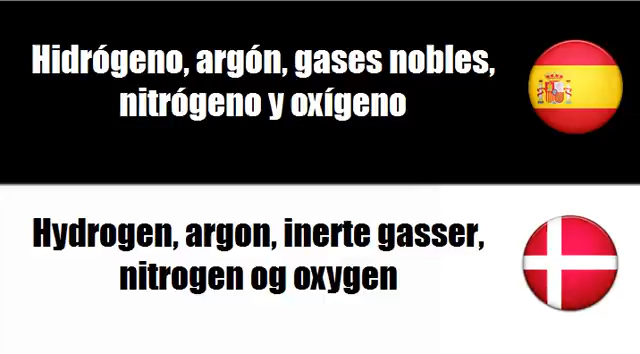 Hidrógeno, argón, gases nobles,
nitrógeno y oxígeno
Hydrogen, argon, inerte gasser,
nitrogen og oxygen